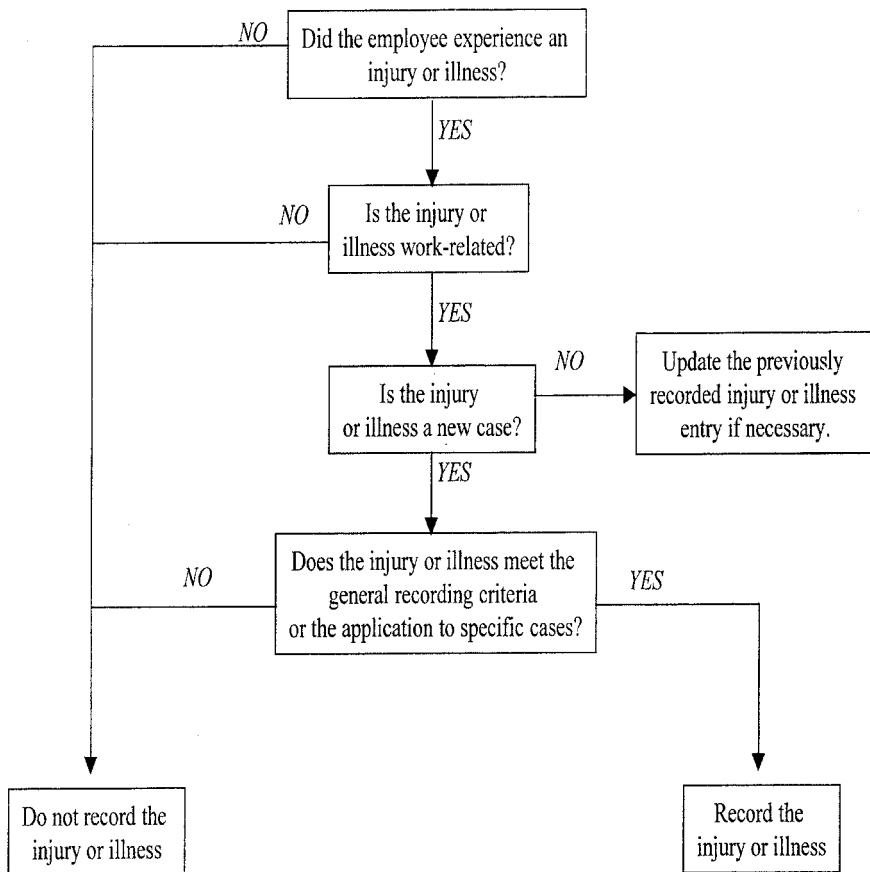 NO
Did the employee experience an
injury or illness?
YES
NO
Is the injury or
illness work-related?
YES
Is the injury
or illness a new case?
NO
Update the previously
recorded injury or illness
entry if necessary.
YES
NO
Does the injury or illness meet the
general recording criteria
or the application to specific cases?
YES
Do not record the
injury or illness
Record the
injury or illness